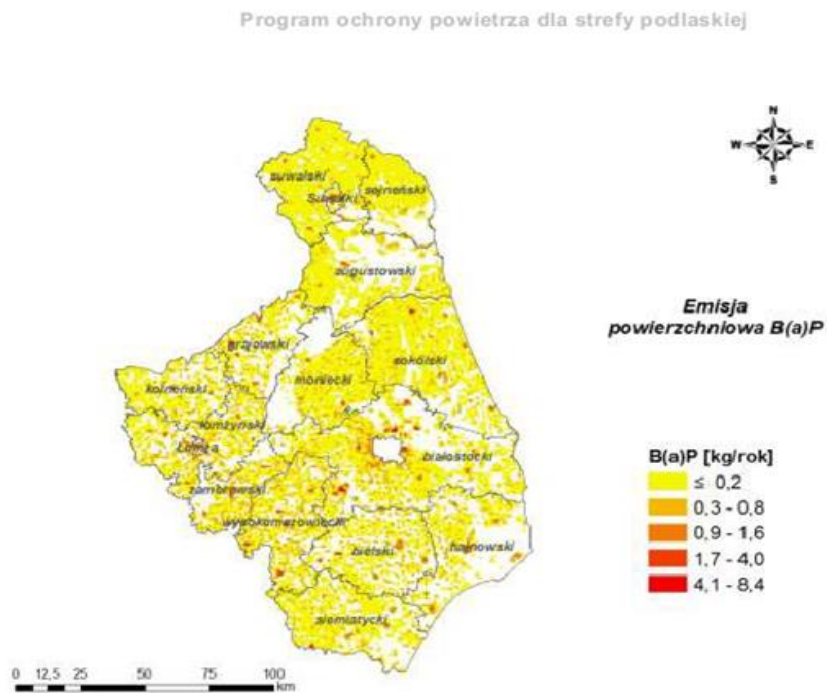 Program ochrony powietrza dla strefy podlaskiej
N
W E
S
suwalski
sejneński
Suwałki
augustowski
Emisja
powierzchniowa B(a)P
grajewski
sokólski
moniecki
kolneński
łomżyński
Łomża
białostocki
zambrowski
wysokomazowiecki
bielski
hajnowski
siemiatycki
B(a)P [kg/rok]
≤ 0,2
0,3 - 0,8
0,9 - 1,6
1,7 - 4,0
4,1 - 8,4
0 12,5 25 50 75 100
km